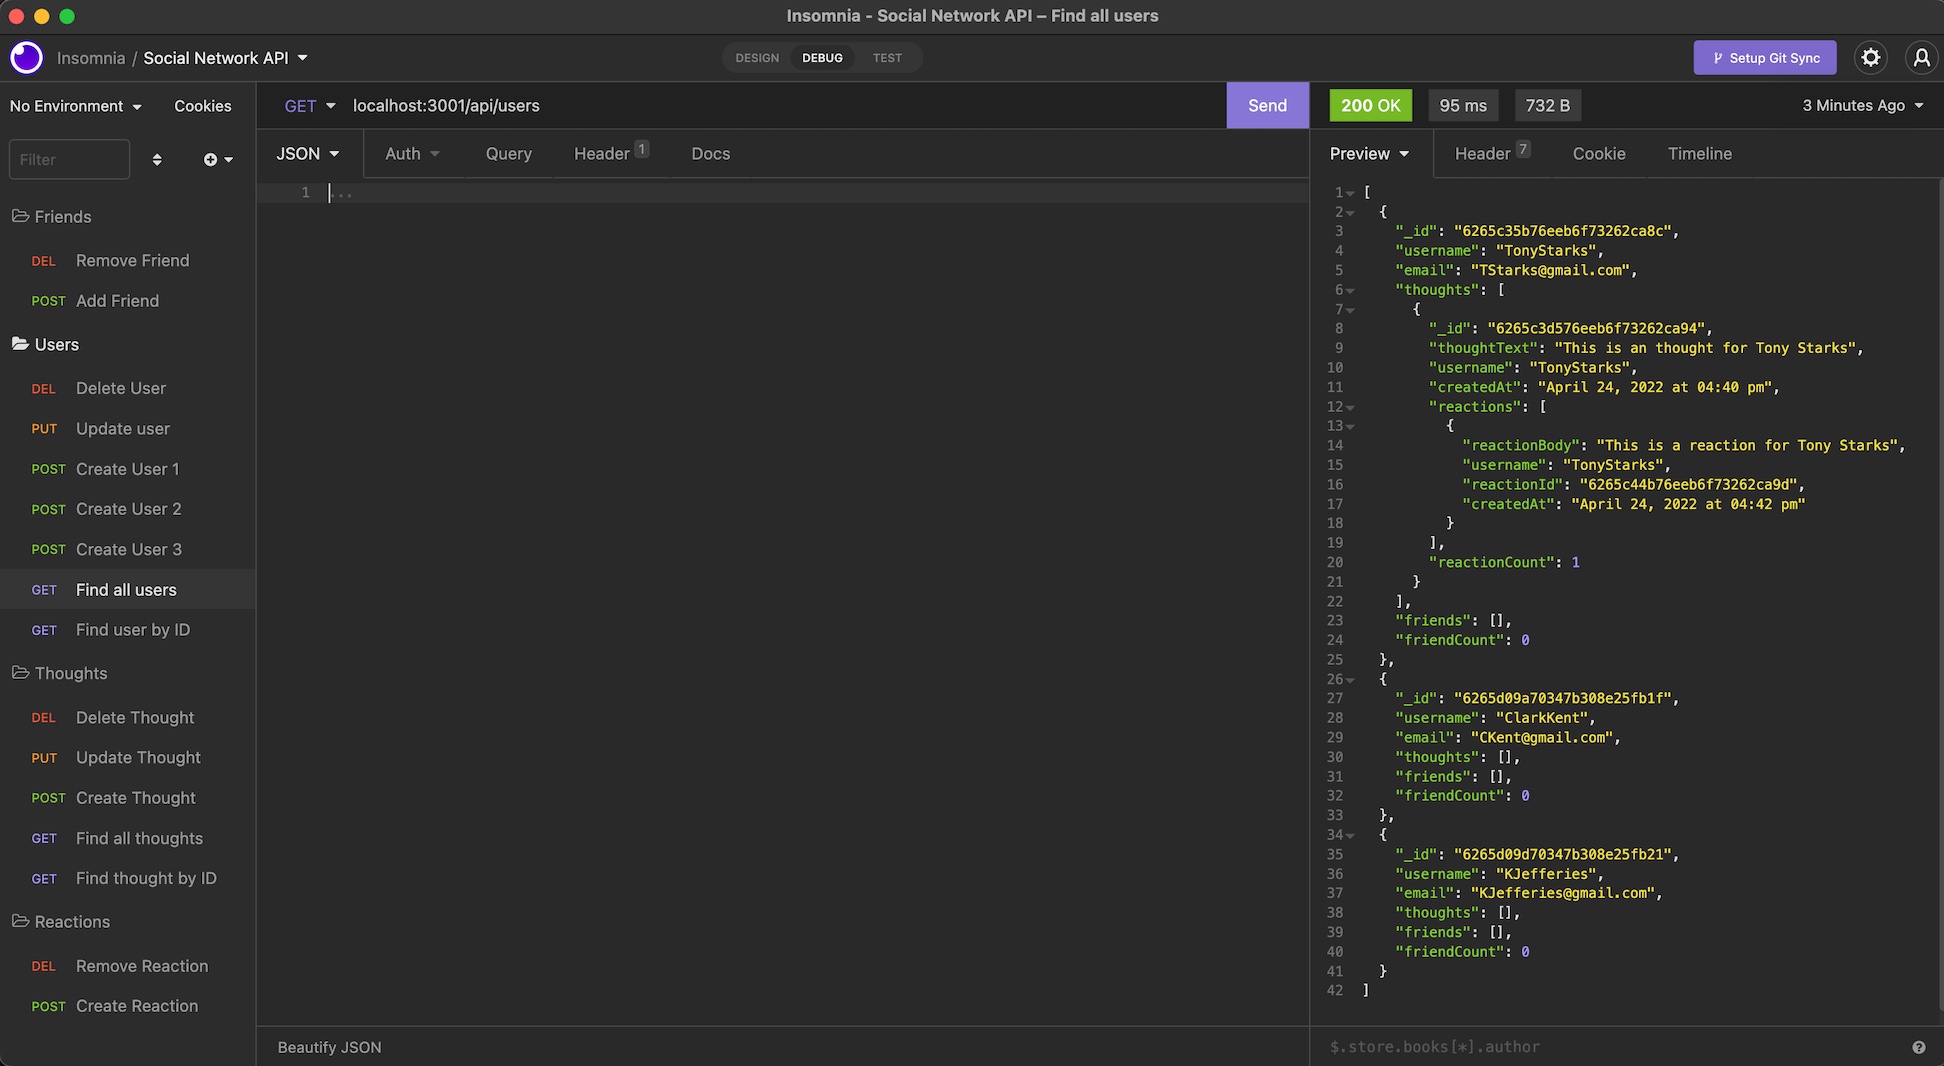 Insomnia - Social Network API – Find all users
Insomnia / Social Network API
DESIGN DEBUG TEST
Setup Git Sync
No Environment Cookies
GET localhost:3001/api/users Send
200 OK 95 ms 732 B 3 Minutes Ago
Filter
JSON Auth Query Header 1 Docs
Preview Header 7 Cookie Timeline
Friends
DEL Remove Friend
POST Add Friend
Users
DEL Delete User
PUT Update user
POST Create User 1
POST Create User 2
POST Create User 3
GET Find all users
GET Find user by ID
Thoughts
DEL Delete Thought
PUT Update Thought
POST Create Thought
GET Find all thoughts
GET Find thought by ID
Reactions
DEL Remove Reaction
POST Create Reaction
1 ...
Beautify JSON
1 [
2 {
3 "_id": "6265c35b76eeb6f73262ca8c",
4 "username": "TonyStarks",
5 "email": "TStarks@gmail.com",
6 "thoughts": [
7 {
8 "_id": "6265c3d576eeb6f73262ca94",
9 "thoughtText": "This is an thought for Tony Starks",
10 "username": "TonyStarks",
11 "createdAt": "April 24, 2022 at 04:40 pm",
12 "reactions": [
13 {
14 "reactionBody": "This is a reaction for Tony Starks",
15 "username": "TonyStarks",
16 "reactionId": "6265c44b76eeb6f73262ca9d",
17 "createdAt": "April 24, 2022 at 04:42 pm"
18 }
19 ],
20 "reactionCount": 1
21 }
22 ],
23 "friends": [],
24 "friendCount": 0
25 },
26 {
27 "_id": "6265d09a70347b308e25fb1f",
28 "username": "ClarkKent",
29 "email": "CKent@gmail.com",
30 "thoughts": [],
31 "friends": [],
32 "friendCount": 0
33 },
34 {
35 "_id": "6265d09d70347b308e25fb21",
36 "username": "KJefferies",
37 "email": "KJefferies@gmail.com",
38 "thoughts": [],
39 "friends": [],
40 "friendCount": 0
41 }
42 ]
$.store.books[*].author